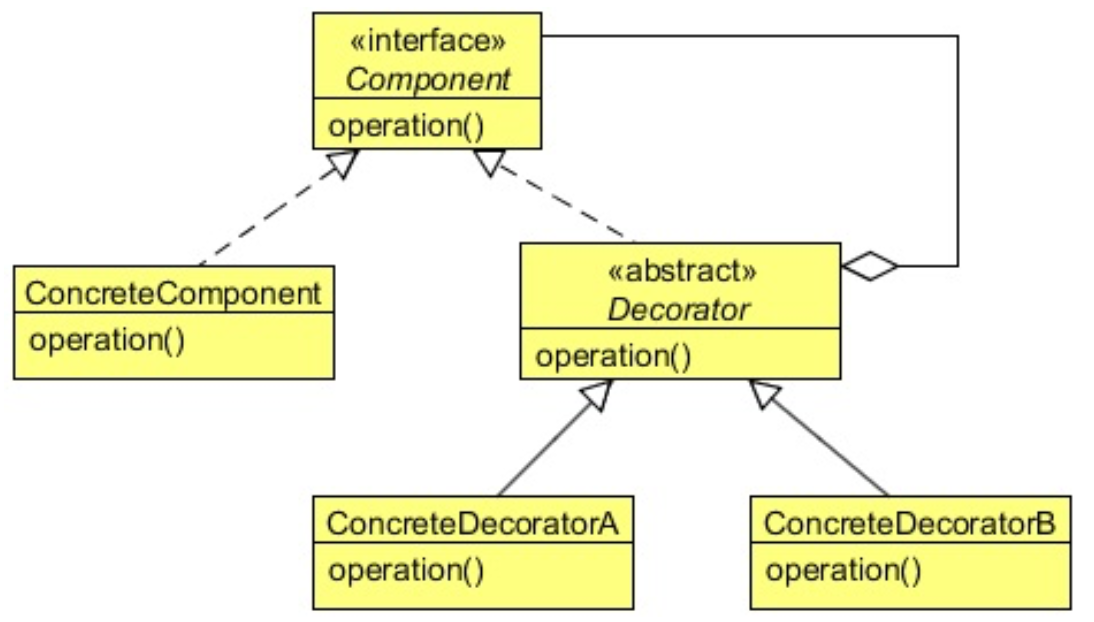 «interface»
Component
operation()
ConcreteComponent
operation()
«abstract»
Decorator
operation()
ConcreteDecoratorA
operation()
ConcreteDecoratorB
operation()